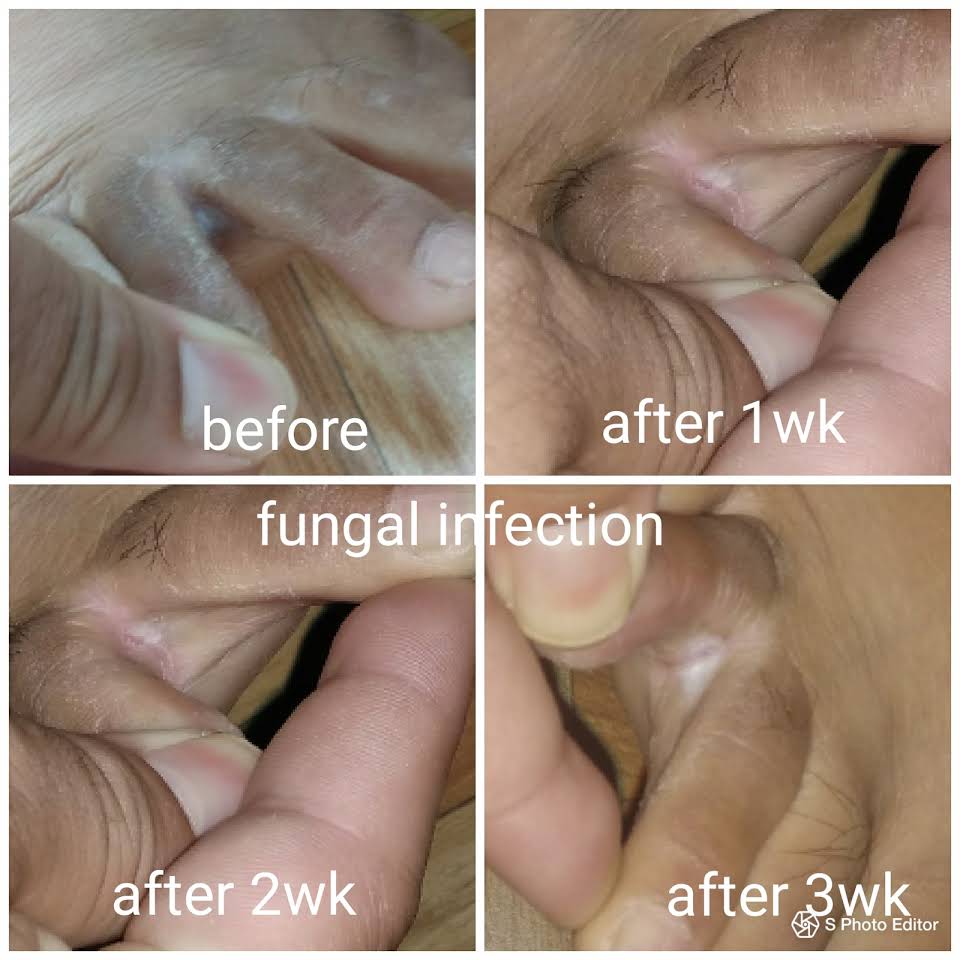 before
after 1wk
fungal infection
after 2wk
after 3wk
S Photo Editor